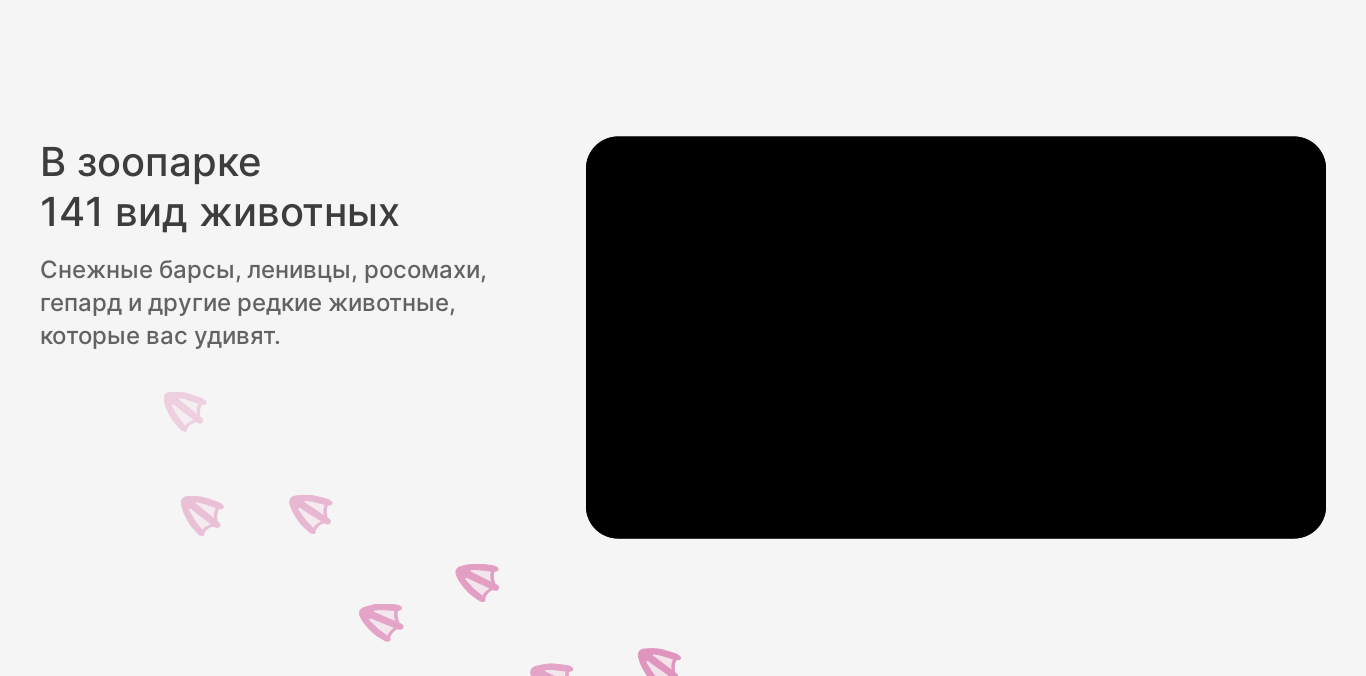 В зоопарке
141 вид животных
Снежные барсы, ленивцы, росомахи,
гепард и другие редкие животные,
которые вас удивят.